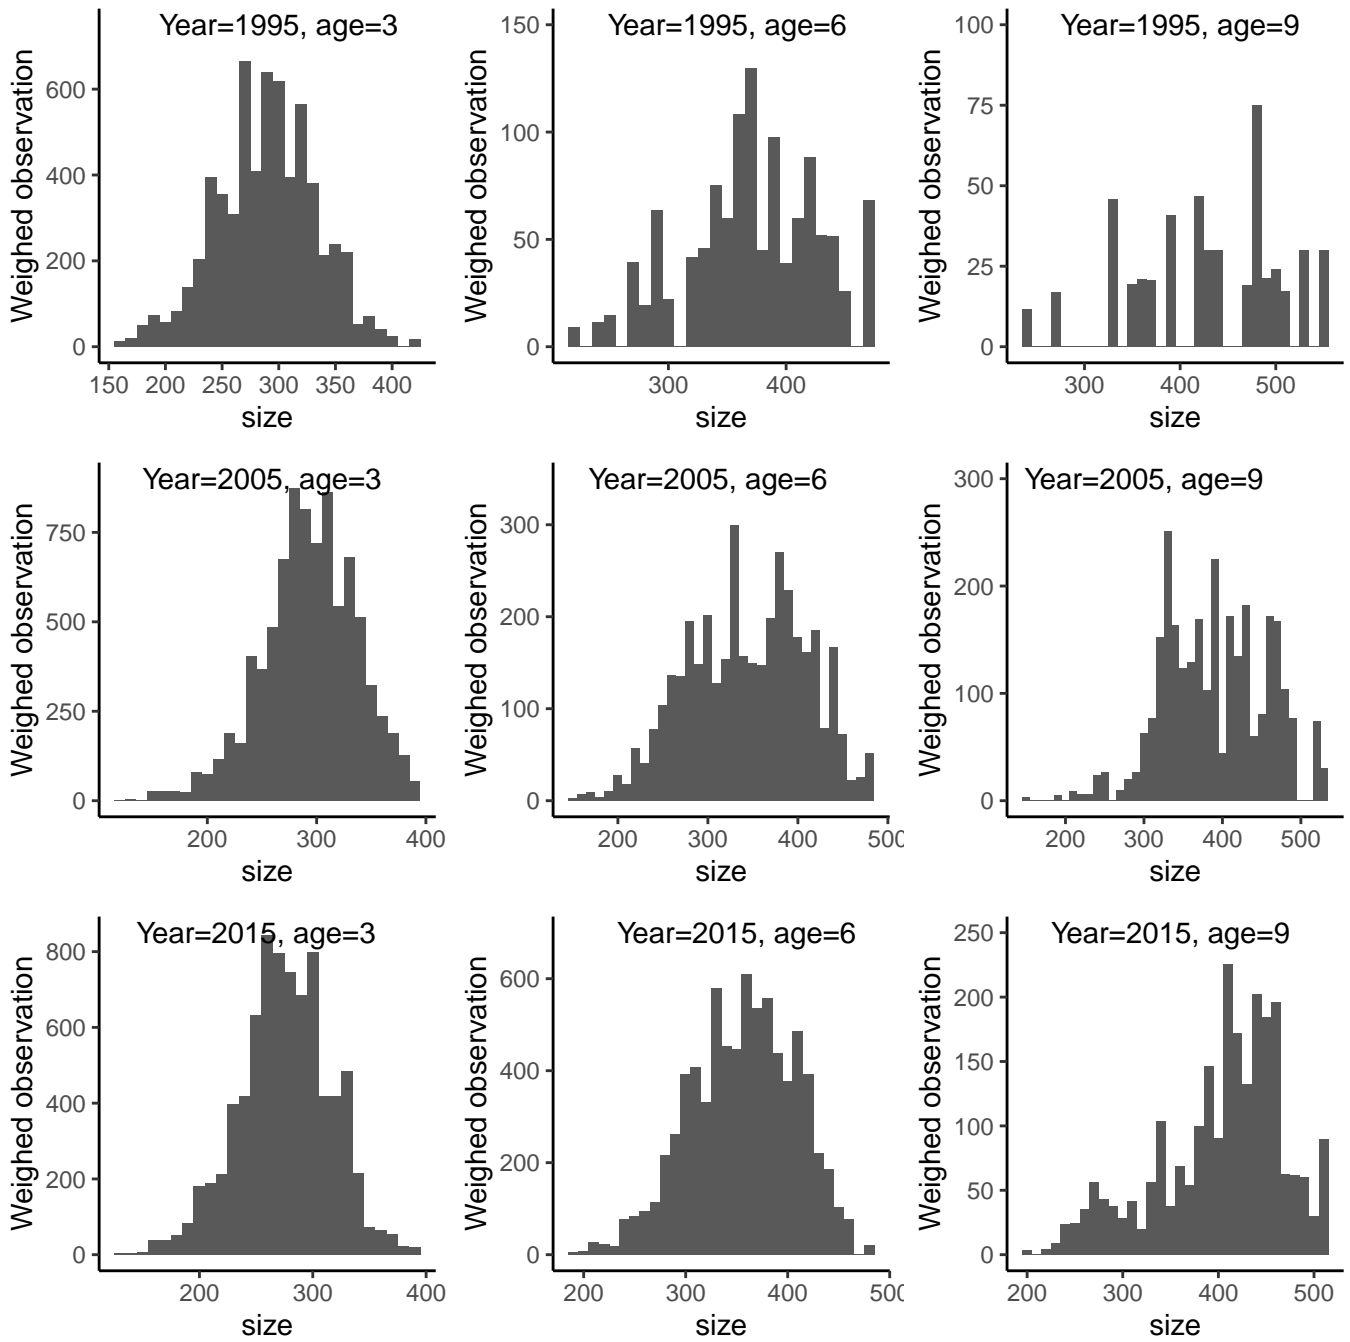 Year=1995, age=3
Weighed observation
600
400
200
0
150 200 250 300 350 400
size
Year=1995, age=6
Weighed observation
150
100
50
0
300 400
size
Year=1995, age=9
Weighed observation
100
75
50
25
0
300 400 500
size
Year=2005, age=3
Weighed observation
750
500
250
0
200 300 400
size
Year=2005, age=6
Weighed observation
300
200
100
0
200 300 400 500
size
Year=2005, age=9
Weighed observation
300
200
100
0
200 300 400 500
size
Year=2015, age=3
Weighed observation
800
600
400
200
0
200 300 400
size
Year=2015, age=6
Weighed observation
600
400
200
0
200 300 400 500
size
Year=2015, age=9
Weighed observation
250
200
150
100
50
0
200 300 400 500
size